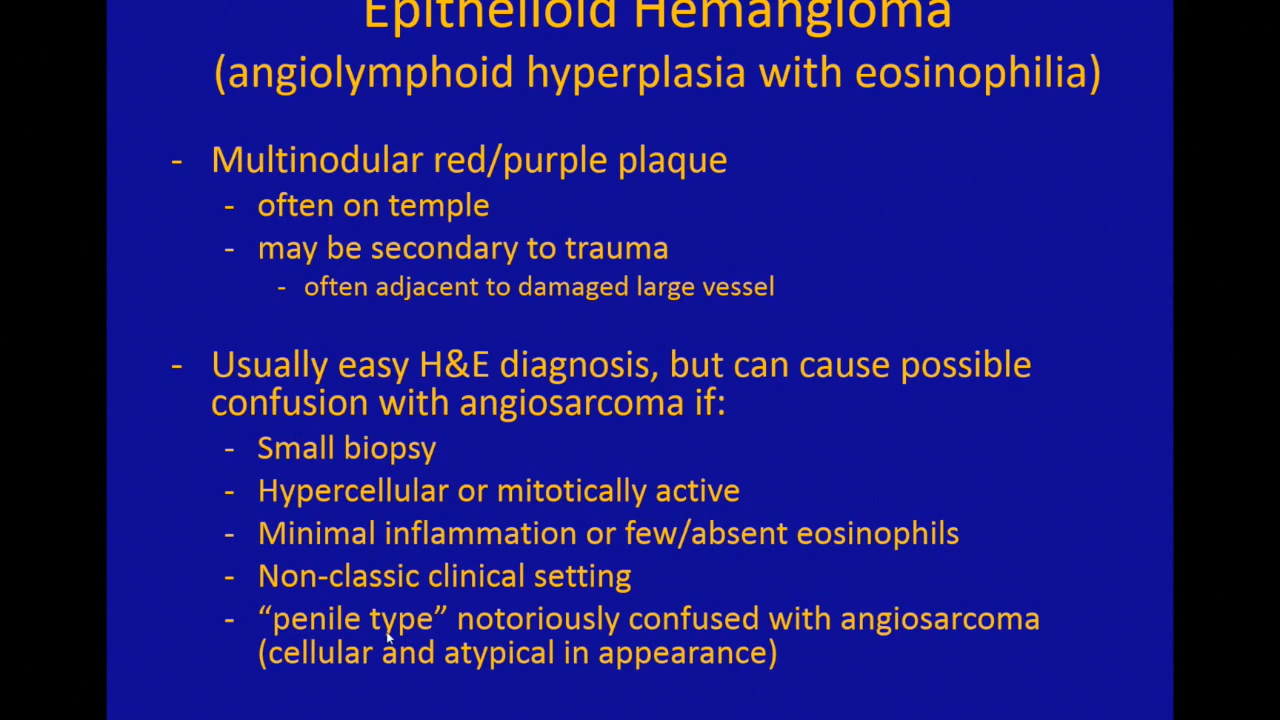 Epithelioid Hemangioma
(angiolymphoid hyperplasia with eosinophilia)
- Multinodular red/purple plaque
- often on temple
- may be secondary to trauma
- often adjacent to damaged large vessel
- Usually easy H&E diagnosis, but can cause possible
confusion with angiosarcoma if:
- Small biopsy
- Hypercellular or mitotically active
- Minimal inflammation or few/absent eosinophils
- Non-classic clinical setting
- “penile type” notoriously confused with angiosarcoma
(cellular and atypical in appearance)